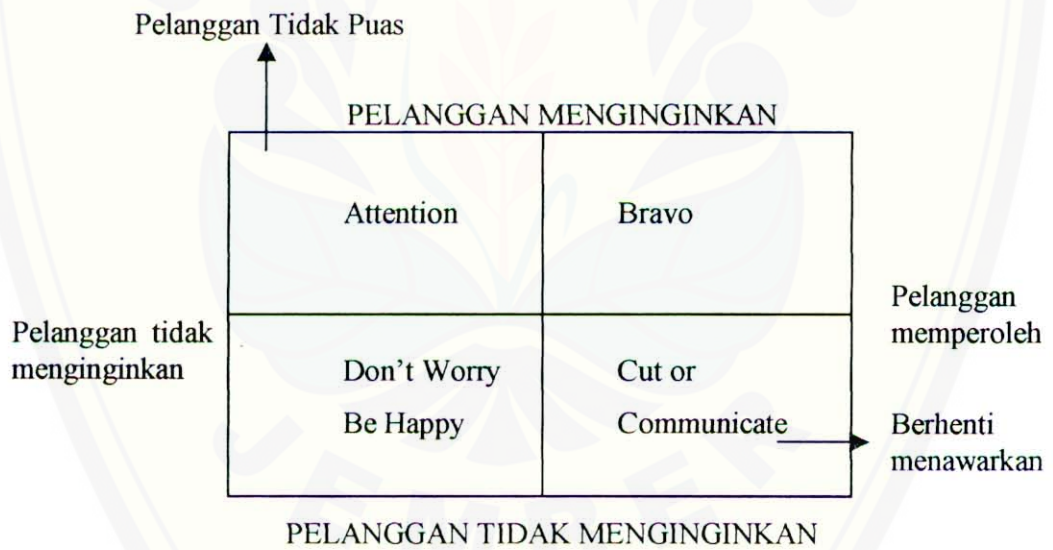 Pelanggan Tidak Puas
PELANGGAN MENGINGINKAN
Attention
Bravo
Pelanggan
memperoleh
Pelanggan tidak
menginginkan
Don't Worry
Be Happy
Cut or
Communicate
Berhenti
menawarkan
PELANGGAN TIDAK MENGINGINKAN
JEMBER